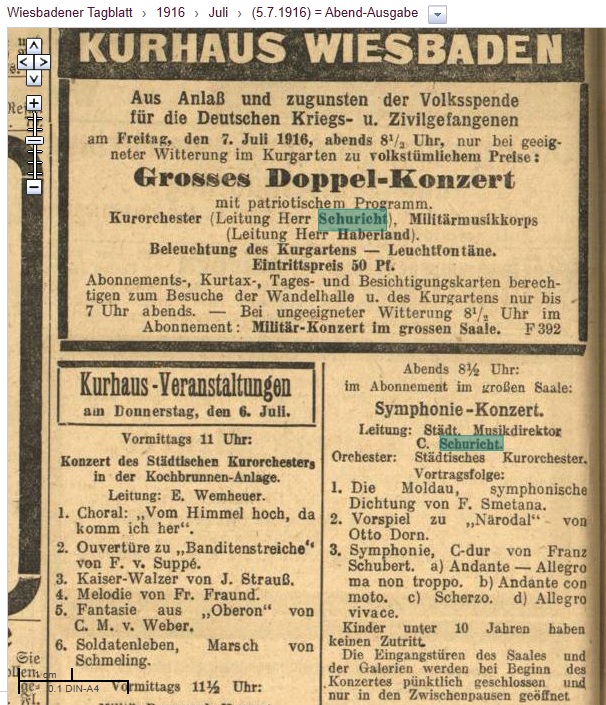 Wiesbadener Tagblatt › 1916 › Juli › (5.7.1916) = Abend-Ausgabe
KURHAUS WIESBADEN
Aus Anlaß und zugunsten der Volksspende
für die Deutschen Kriegs- u. Zivilgefangenen
am Freitag, den 7. Juli 1916, abends 8½ Uhr, nur bei geeig-
neter Witterung im Kurgarten zu volkstümlichem Preise:
Grosses Doppel-Konzert
mit patriotischem Programm.
Kurorchester (Leitung Herr Schuricht), Militärmusikkorps
(Leitung Herr Haberland).
Beleuchtung des Kurgartens — Leuchtfontäne.
Eintrittspreis 50 Pf.
Abonnements-, Kurtax-, Tages- und Besichtigungskarten berech-
tigen zum Besuche der Wandelhalle u. des Kurgartens nur bis
7 Uhr abends. — Bei ungeeigneter Witterung 8½ Uhr im
Abonnement: Militär-Konzert im grossen Saale. F 392
Kurhaus-Veranstaltungen
am Donnerstag, den 6. Juli.
Vormittags 11 Uhr:
Konzert des Städtischen Kurorchesters
in der Kochbrunnen-Anlage.
Leitung: E. Wemheuer.
1. Choral: „Vom Himmel hoch, da
komm ich her".
2. Ouvertüre zu „Banditenstreiche"
von F. v. Suppé.
3. Kaiser-Walzer von J. Strauß.
4. Melodie von Fr. Fraund.
5. Fantasie aus „Oberon" von
C. M. v. Weber.
6. Soldatenleben, Marsch von
Schmeling.
Vormittags 11½ Uhr:
Abends 8½ Uhr:
im Abonnement im großen Saale:
Symphonie-Konzert.
Leitung: Städt. Musikdirektor
C. Schuricht.
Orchester: Städtisches Kurorchester.
Vortragsfolge:
1. Die Moldau, symphonische
Dichtung von F. Smetana.
2. Vorspiel zu „Närodal" von
Otto Dorn.
3. Symphonie, C-dur von Franz
Schubert. a) Andante — Allegro
ma non troppo. b) Andante con
moto. c) Scherzo. d) Allegro
vivace.
Kinder unter 10 Jahren haben
keinen Zutritt.
Die Eingangstüren des Saales und
der Galerien werden bei Beginn des
Konzertes pünktlich geschlossen und
nur in den Zwischenpausen geöffnet
Sie
cm
0.1 DIN-A4